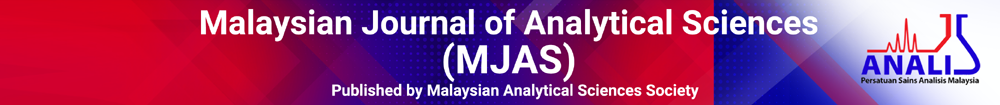 Malaysian Journal of Analytical Sciences
(MJAS)
Published by Malaysian Analytical Sciences Society
ANALIS
Persatuan Sains Analisis Malaysia